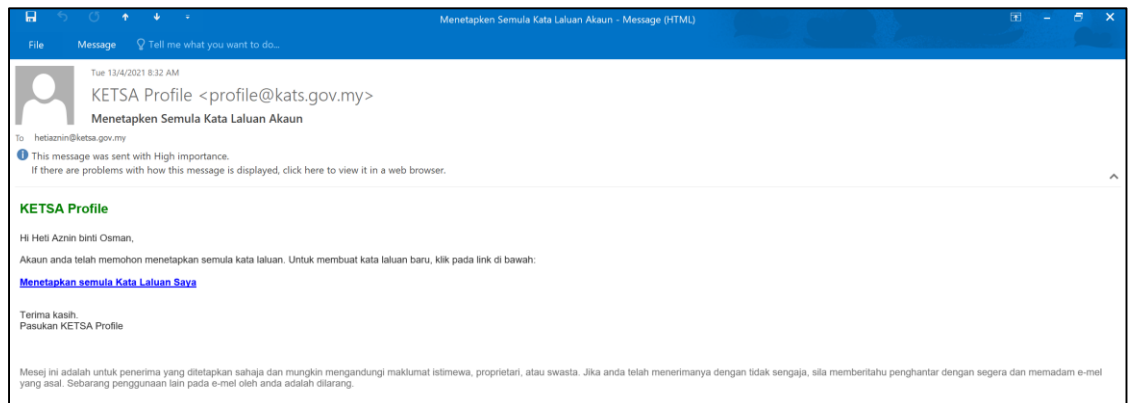 Menetapken Semula Kata Laluan Akaun - Message (HTML)
File Message Tell me what you want to do...
Tue 13/4/2021 8:32 AM
KETSA Profile <profile@kats.gov.my>
Menetapken Semula Kata Laluan Akaun
To hetiaznin@ketsa.gov.my
This message was sent with High importance.
If there are problems with how this message is displayed, click here to view it in a web browser.
KETSA Profile
Hi Heti Aznin binti Osman,
Akaun anda telah memohon menetapkan semula kata laluan. Untuk membuat kata laluan baru, klik pada link di bawah:
Menetapkan semula Kata Laluan Saya
Terima kasih.
Pasukan KETSA Profile
Mesej ini adalah untuk penerima yang ditetapkan sahaja dan mungkin mengandungi maklumat istimewa, proprietari, atau swasta. Jika anda telah menerimanya dengan tidak sengaja, sila memberitahu penghantar dengan segera dan memadam e-mel
yang asal. Sebarang penggunaan lain pada e-mel oleh anda adalah dilarang.